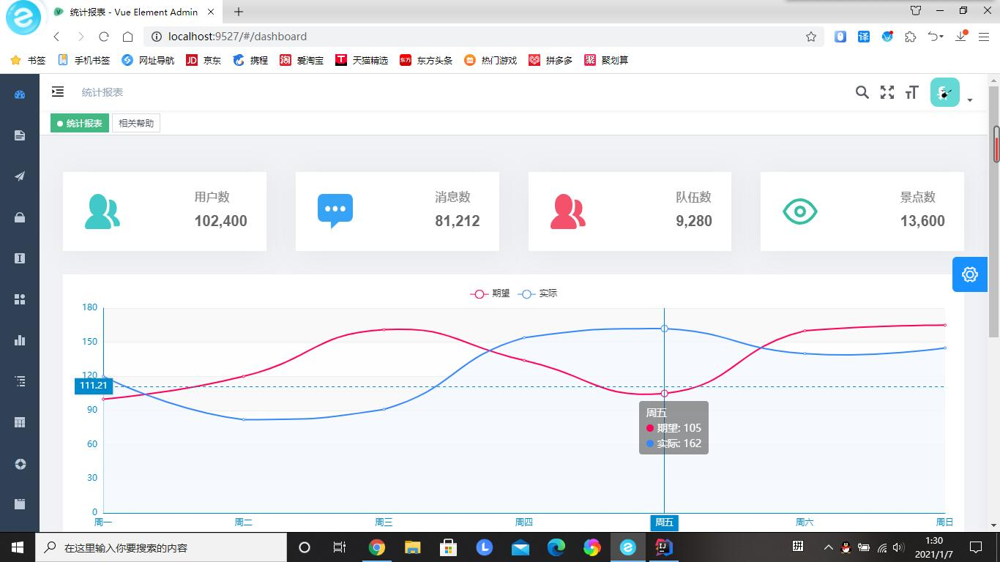 统计报表 - Vue Element Admin
localhost:9527/#/dashboard
译
书签 手机书签 网址导航 JD 京东 携程 淘 爱淘宝 T 天猫精选 东方 东方头条 热门游戏 拼多多 聚 聚划算
统计报表
统计报表 相关帮助
用户数 消息数 队伍数 景点数
102,400 81,212 9,280 13,600
期望 实际
180
150
120
111.21
90
周五
期望: 105
实际: 162
60
30
0
周一 周二 周三 周四 周五 周六 周日
在这里输入你要搜索的内容
1:30
2021/1/7